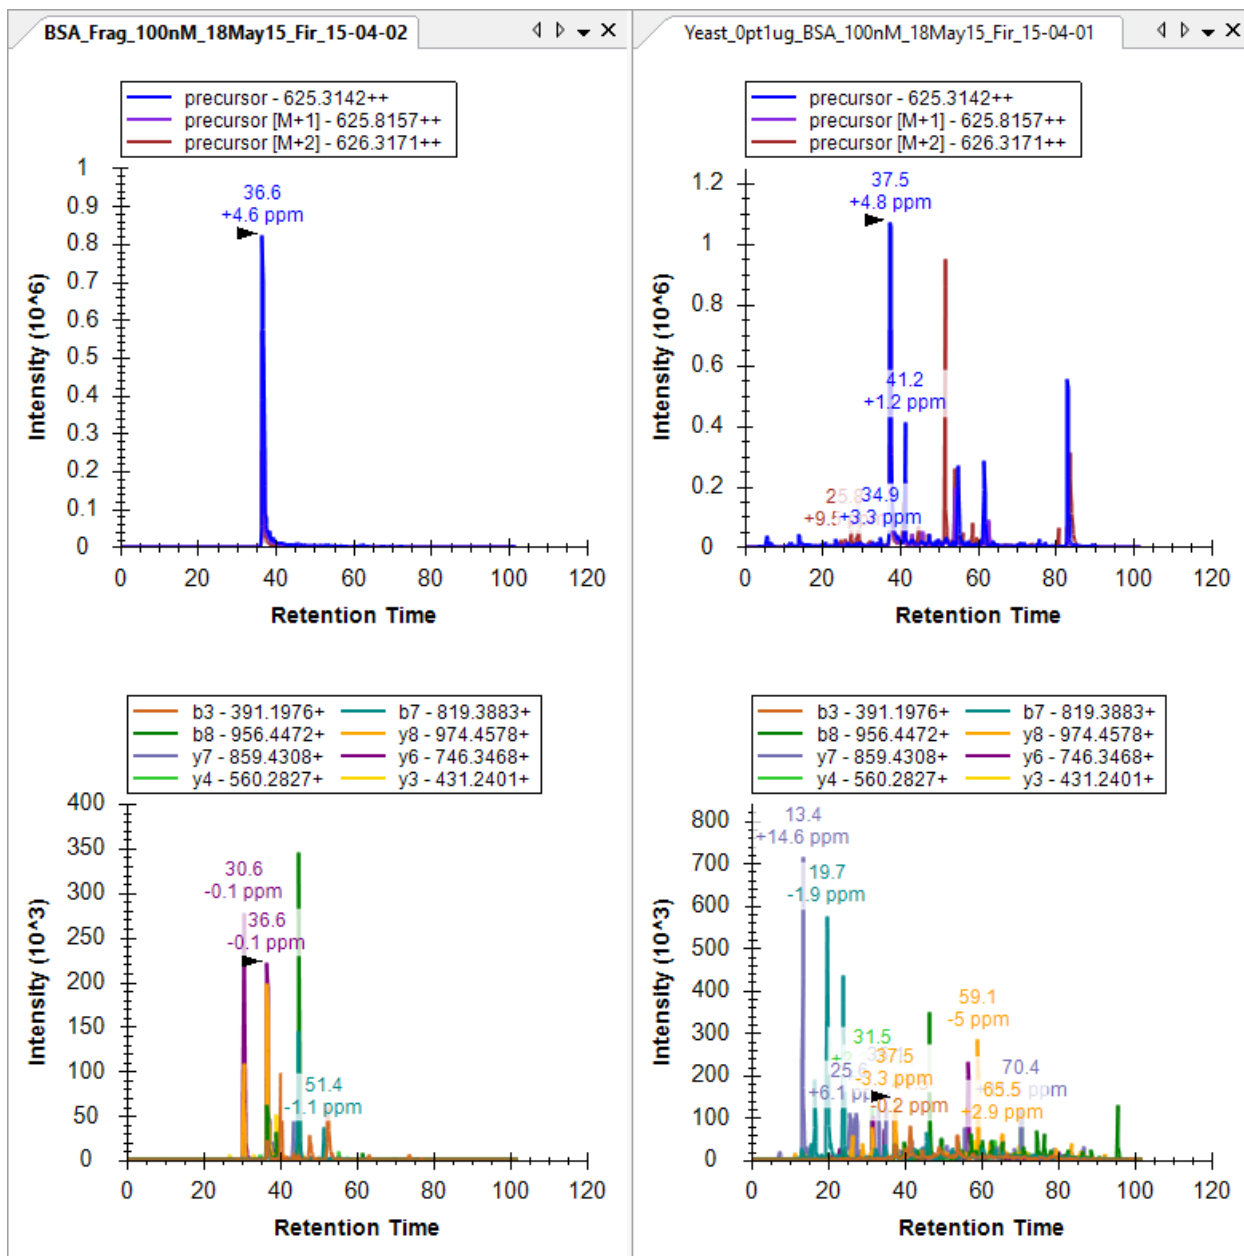 BSA_Frag_100nM_18May15_Fir_15-04-02
precursor - 625.3142++
precursor [M+1] - 625.8157++
precursor [M+2] - 626.3171++
1
0.9
0.8
0.7
0.6
0.5
0.4
0.3
0.2
0.1
0
36.6
+4.6 ppm
Intensity (10^6)
0 20 40 60 80 100 120
Retention Time
b3 - 391.1976+ b7 - 819.3883+
b8 - 956.4472+ y8 - 974.4578+
y7 - 859.4308+ y6 - 746.3468+
y4 - 560.2827+ y3 - 431.2401+
400
350
300
250
200
150
100
50
0
30.6
-0.1 ppm
36.6
-0.1 ppm
51.4
-1.1 ppm
Intensity (10^3)
0 20 40 60 80 100 120
Retention Time
Yeast_0pt1ug_BSA_100nM_18May15_Fir_15-04-01
precursor - 625.3142++
precursor [M+1] - 625.8157++
precursor [M+2] - 626.3171++
1.2
1
0.8
0.6
0.4
0.2
0
37.5
+4.8 ppm
41.2
+1.2 ppm
25.8
34.9
+9.5
+3.3 ppm
Intensity (10^6)
0 20 40 60 80 100 120
Retention Time
b3 - 391.1976+ b7 - 819.3883+
b8 - 956.4472+ y8 - 974.4578+
y7 - 859.4308+ y6 - 746.3468+
y4 - 560.2827+ y3 - 431.2401+
800
700
600
500
400
300
200
100
0
13.4
+14.6 ppm
19.7
-1.9 ppm
31.5
37.5
-3.3 ppm
25.6
+6.1
-0.2 ppm
59.1
-5 ppm
70.4
ppm
65.5
+2.9 ppm
Intensity (10^3)
0 20 40 60 80 100 120
Retention Time